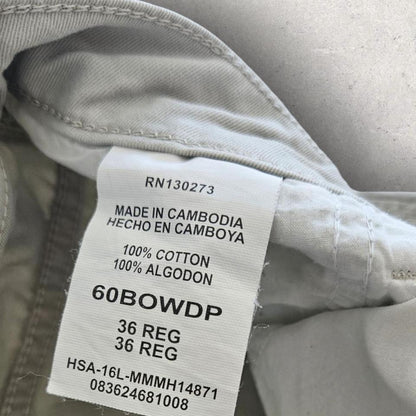 RN130273
MADE IN CAMBODIA
HECHO EN CAMBOYA
100% COTTON
100% ALGODON
60BOWDP
36 REG
36 REG
HSA-16L-MMMH14871
083624681008